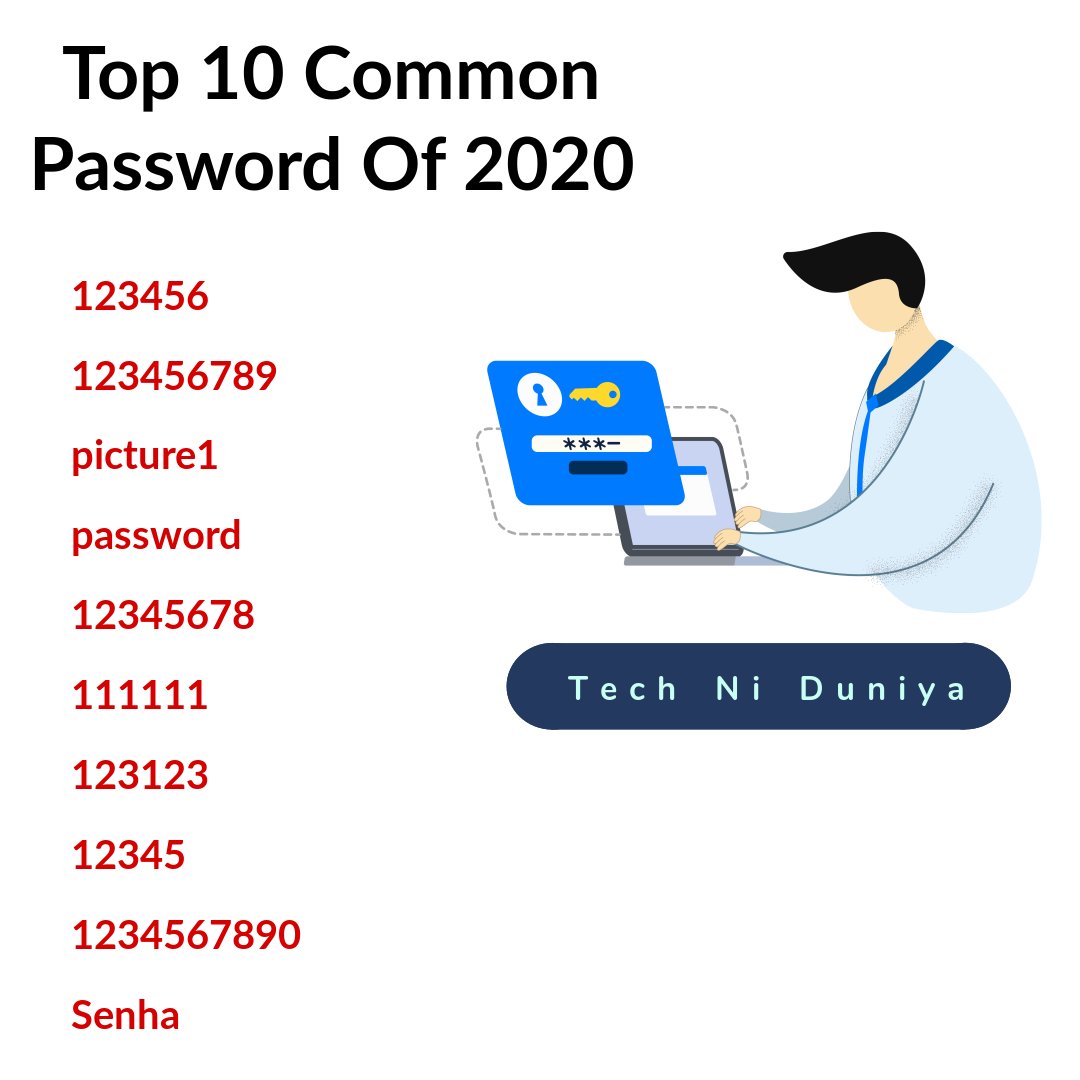 Top 10 Common
Password Of 2020
123456
123456789
picture1
password
***–
12345678
111111
Tech Ni Duniya
123123
12345
1234567890
Senha